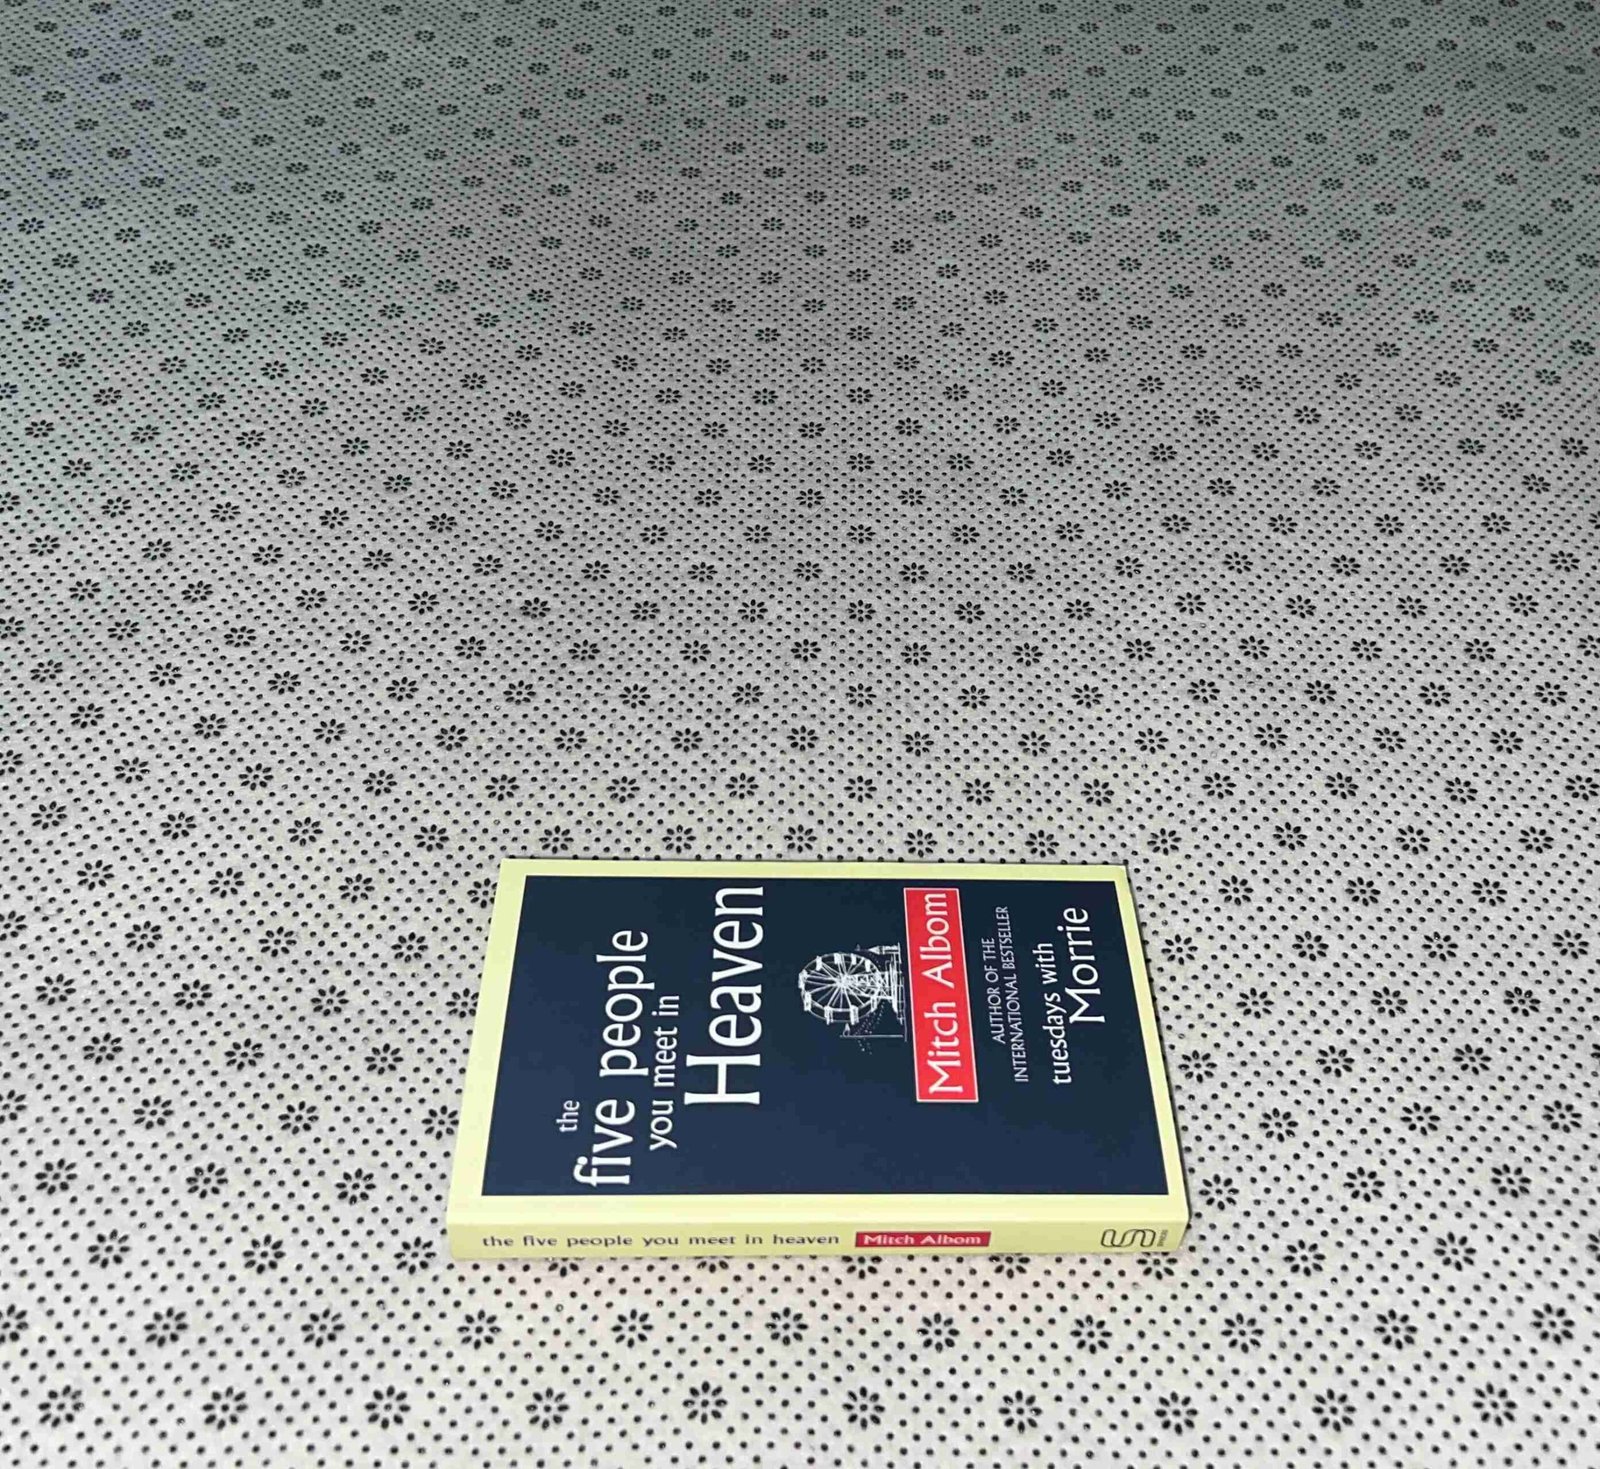 the
five people
you meet in
Heaven
Mitch Albom
AUTHOR OF THE
INTERNATIONAL BESTSELLER
tuesdays with
Morrie
the five people you meet in heaven Mitch Albom